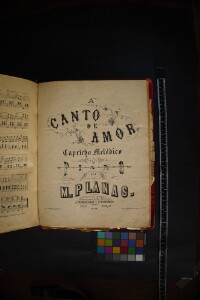 A
CANTO
DE
AMOR
Capricho Melódico
PIANO
M. PLANAS.